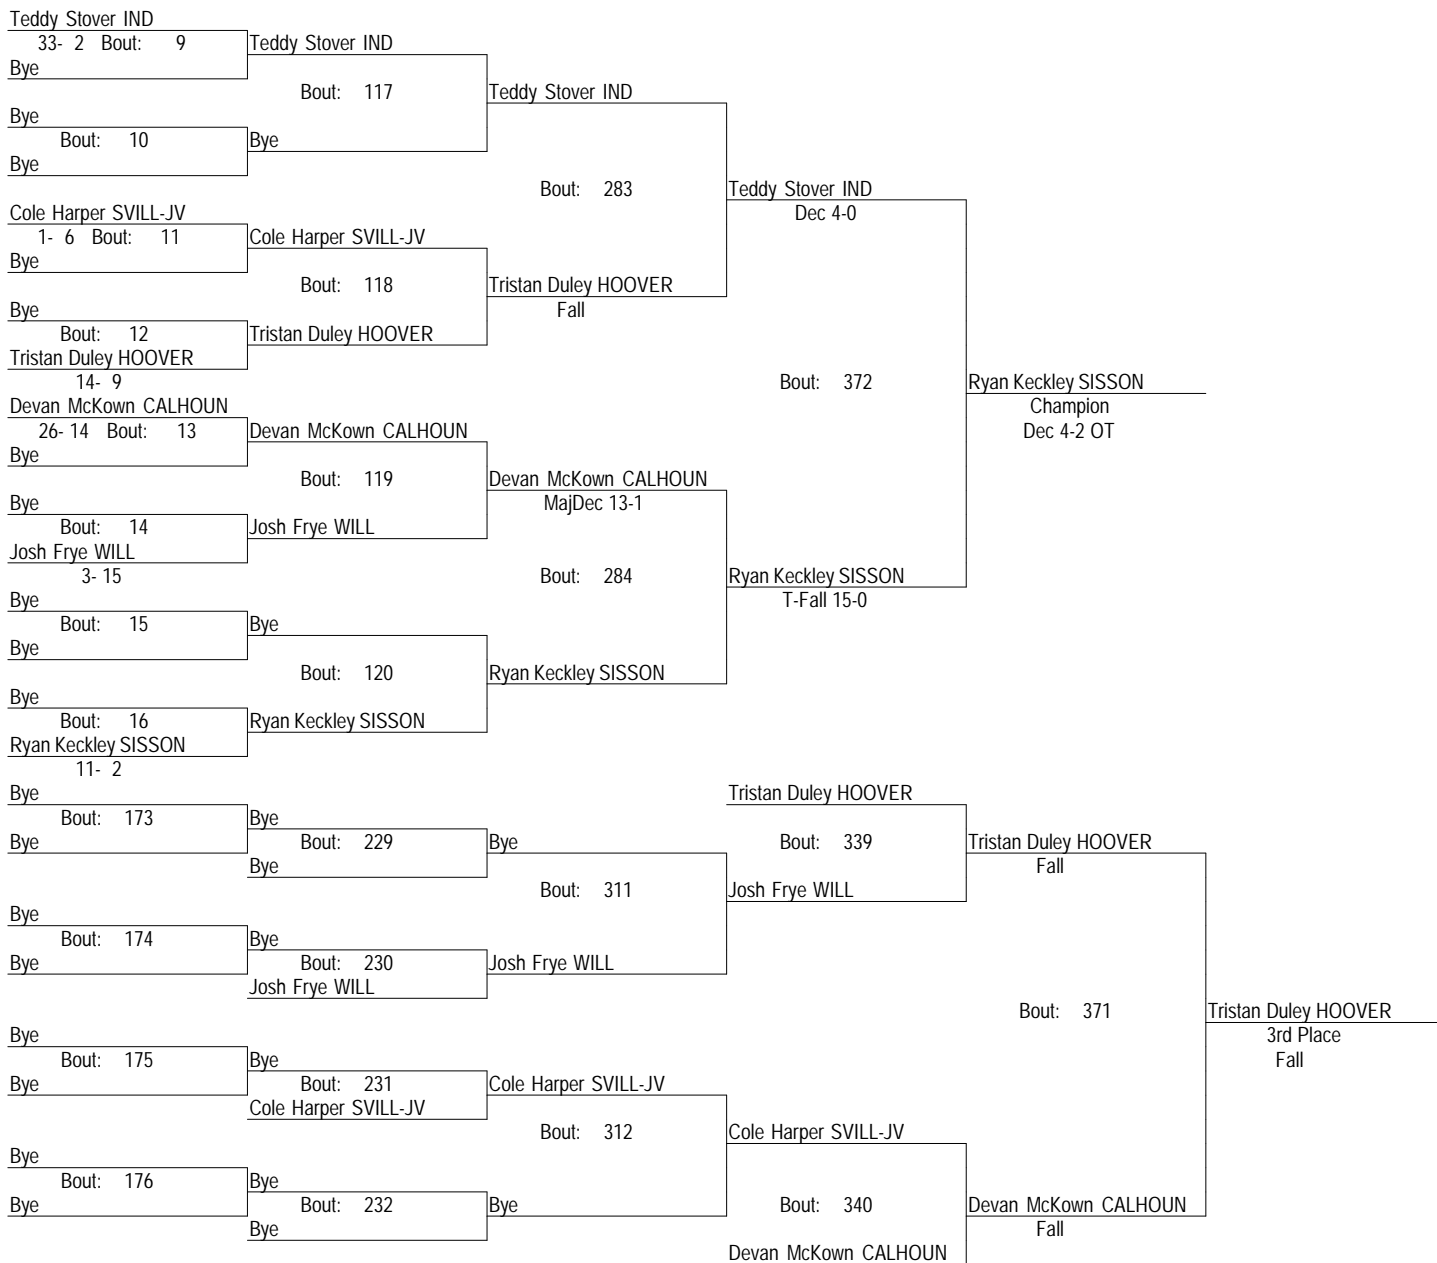 Teddy Stover IND
33- 2 Bout: 9 Teddy Stover IND
Bye
Bout: 117 Teddy Stover IND
Bye
Bout: 10 Bye
Bye
Bout: 283 Teddy Stover IND
Cole Harper SVILL-JV Dec 4-0
1- 6 Bout: 11 Cole Harper SVILL-JV
Bye
Bout: 118 Tristan Duley HOOVER
Bye Fall
Bout: 12 Tristan Duley HOOVER
Tristan Duley HOOVER
14- 9 Bout: 372 Ryan Keckley SISSON
Devan McKown CALHOUN Champion
26- 14 Bout: 13 Devan McKown CALHOUN Dec 4-2 OT
Bye
Bout: 119 Devan McKown CALHOUN
Bye MajDec 13-1
Bout: 14 Josh Frye WILL
Josh Frye WILL
3- 15 Bout: 284 Ryan Keckley SISSON
Bye T-Fall 15-0
Bout: 15 Bye
Bye
Bout: 120 Ryan Keckley SISSON
Bye
Bout: 16 Ryan Keckley SISSON
Ryan Keckley SISSON
11- 2
Bye Tristan Duley HOOVER
Bout: 173 Bye
Bye Bout: 229 Bye Bout: 339 Tristan Duley HOOVER
Bye Fall
Bout: 311 Josh Frye WILL
Bye
Bout: 174 Bye
Bye Bout: 230 Josh Frye WILL
Josh Frye WILL
Bout: 371 Tristan Duley HOOVER
Bye 3rd Place
Bout: 175 Bye Fall
Bye Bout: 231 Cole Harper SVILL-JV
Cole Harper SVILL-JV
Bout: 312 Cole Harper SVILL-JV
Bye
Bout: 176 Bye
Bye Bout: 232 Bye Bout: 340 Devan McKown CALHOUN
Bye Fall
Devan McKown CALHOUN